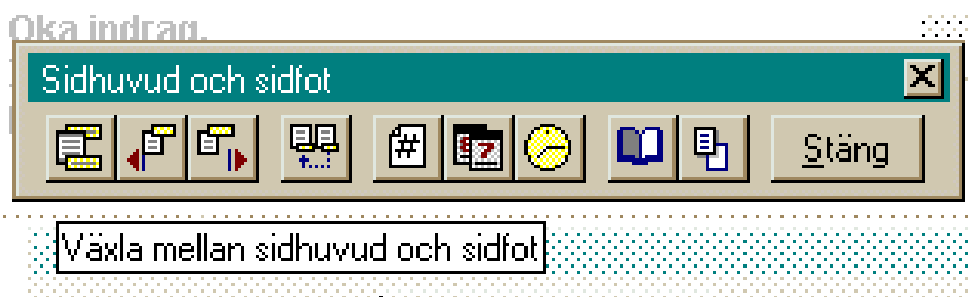 Öka indrag.
Sidhuvud och sidfot
Stäng
Växla mellan sidhuvud och sidfot